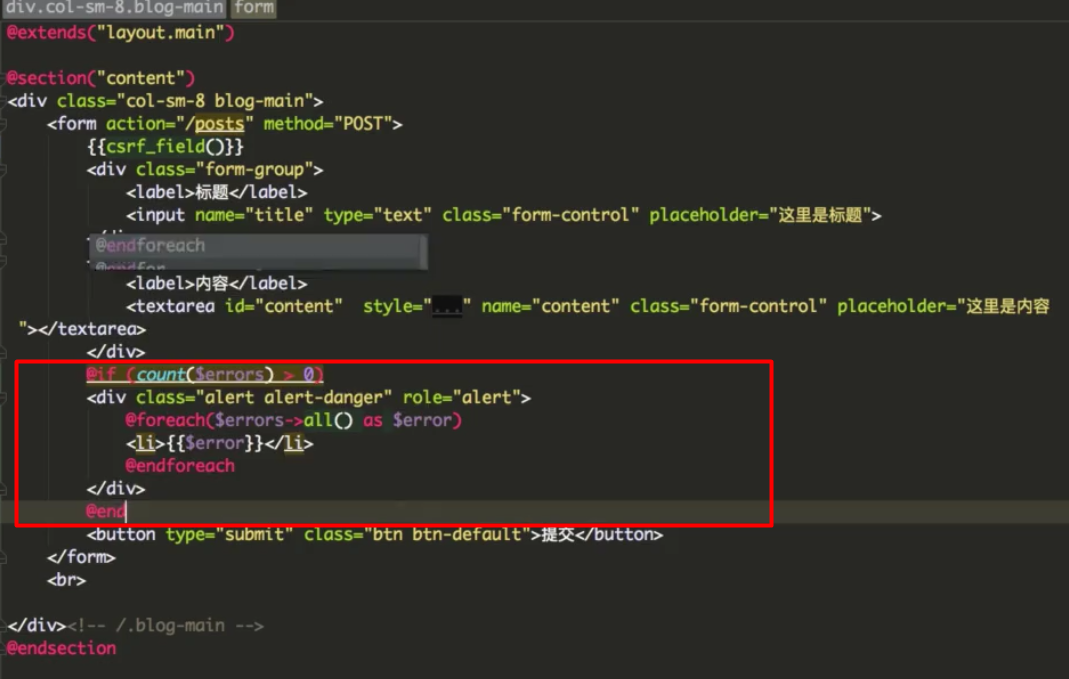 div.col-sm-8.blog-main form
@extends("layout.main")
@section("content")
<div class="col-sm-8 blog-main">
<form action="/posts" method="POST">
{{csrf_field()}}
<div class="form-group">
<label>标题</label>
<input name="title" type="text" class="form-control" placeholder="这里是标题">
@endforeach
<label>内容</label>
<textarea id="content" style="..." name="content" class="form-control" placeholder="这里是内容
"></textarea>
</div>
@if (count($errors) > 0)
<div class="alert alert-danger" role="alert">
@foreach($errors->all() as $error)
<li>{{$error}}</li>
@endforeach
</div>
@end
<button type="submit" class="btn btn-default">提交</button>
</form>
<br>
</div><!-- /.blog-main -->
@endsection